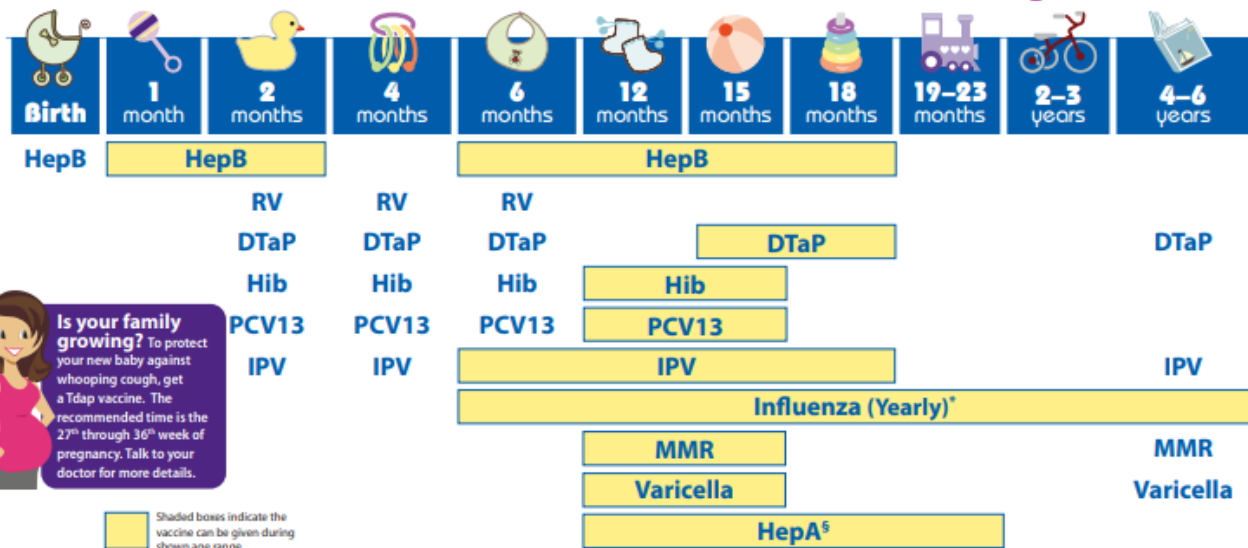 Birth
1 month
2 months
4 months
6 months
12 months
15 months
18 months
19–23 months
2–3 years
4–6 years
HepB HepB HepB
RV RV RV
DTaP DTaP DTaP DTaP DTaP
Hib Hib Hib Hib
PCV13 PCV13 PCV13 PCV13
IPV IPV IPV IPV
Influenza (Yearly)*
MMR MMR
Varicella Varicella
HepA§
Is your family
growing? To protect
your new baby against
whooping cough, get
a Tdap vaccine. The
recommended time is the
27th through 36th week of
pregnancy. Talk to your
doctor for more details.
Shaded boxes indicate the
vaccine can be given during
shown age range